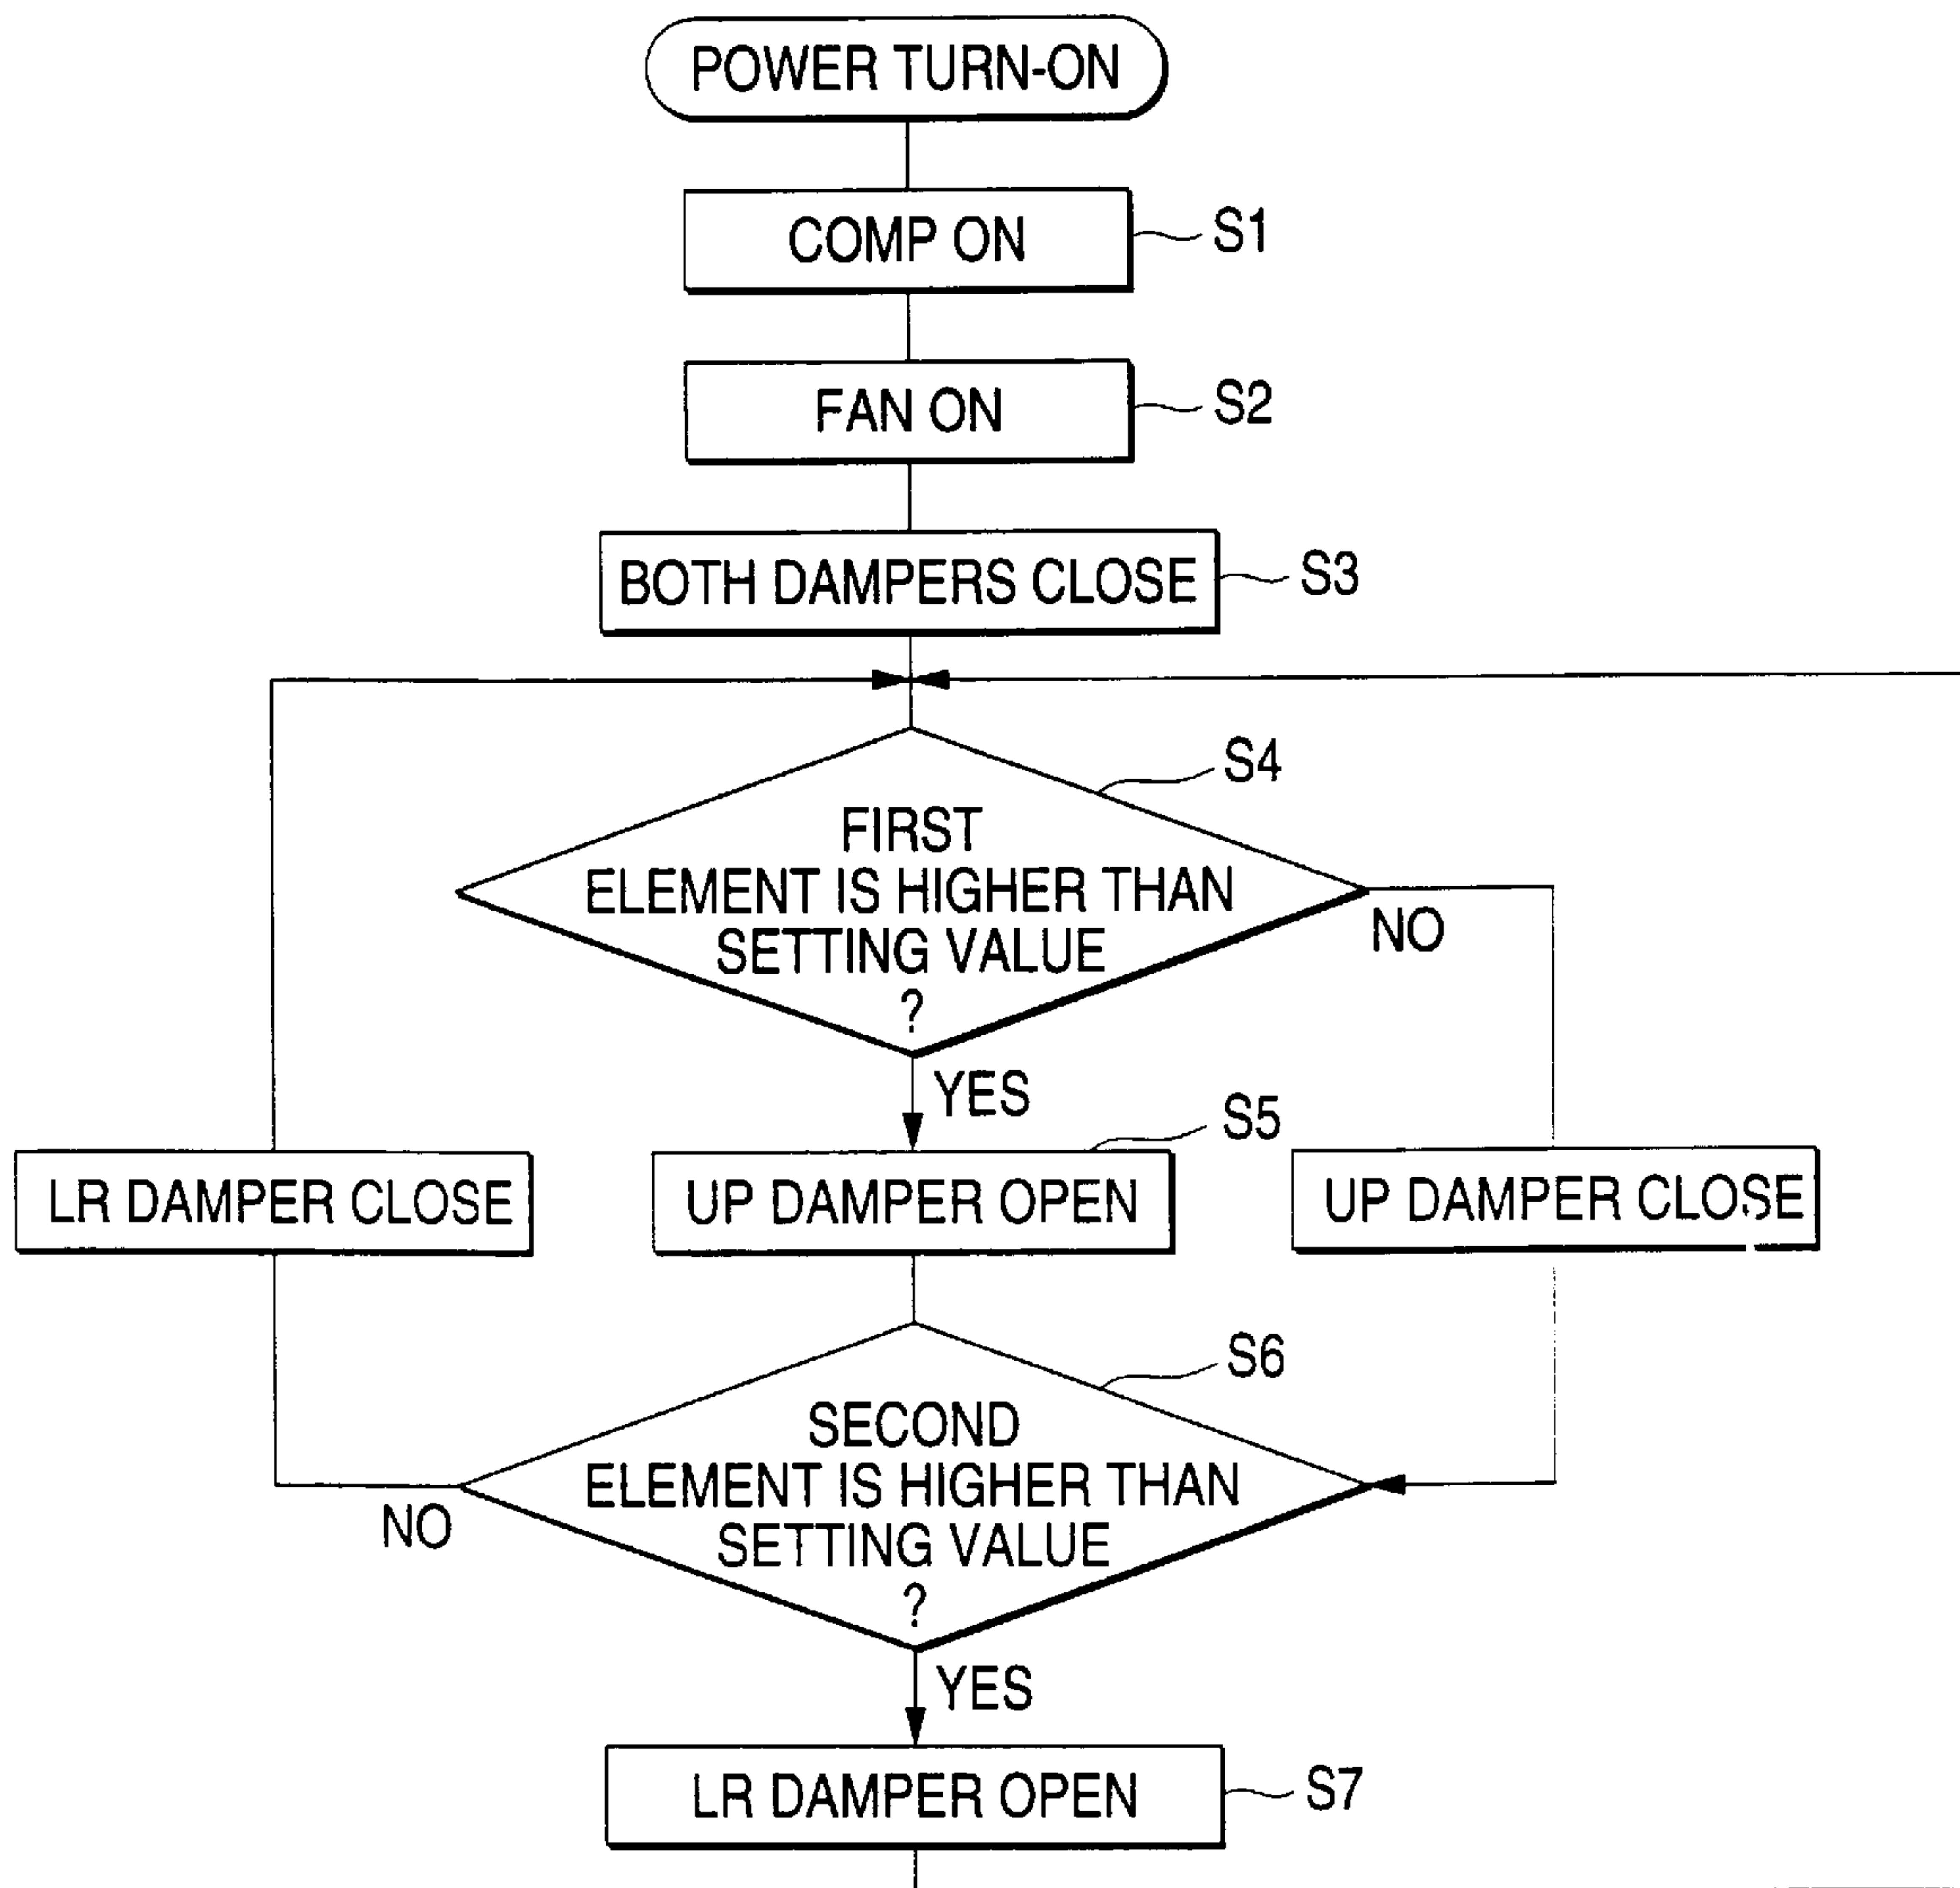 POWER TURN-ON
COMP ON
S1
FAN ON
S2
BOTH DAMPERS CLOSE
S3
S4
FIRST
ELEMENT IS HIGHER THAN
SETTING VALUE
?
NO
YES
S5
LR DAMPER CLOSE
UP DAMPER OPEN
UP DAMPER CLOSE
S6
SECOND
ELEMENT IS HIGHER THAN
SETTING VALUE
?
NO
YES
LR DAMPER OPEN
S7